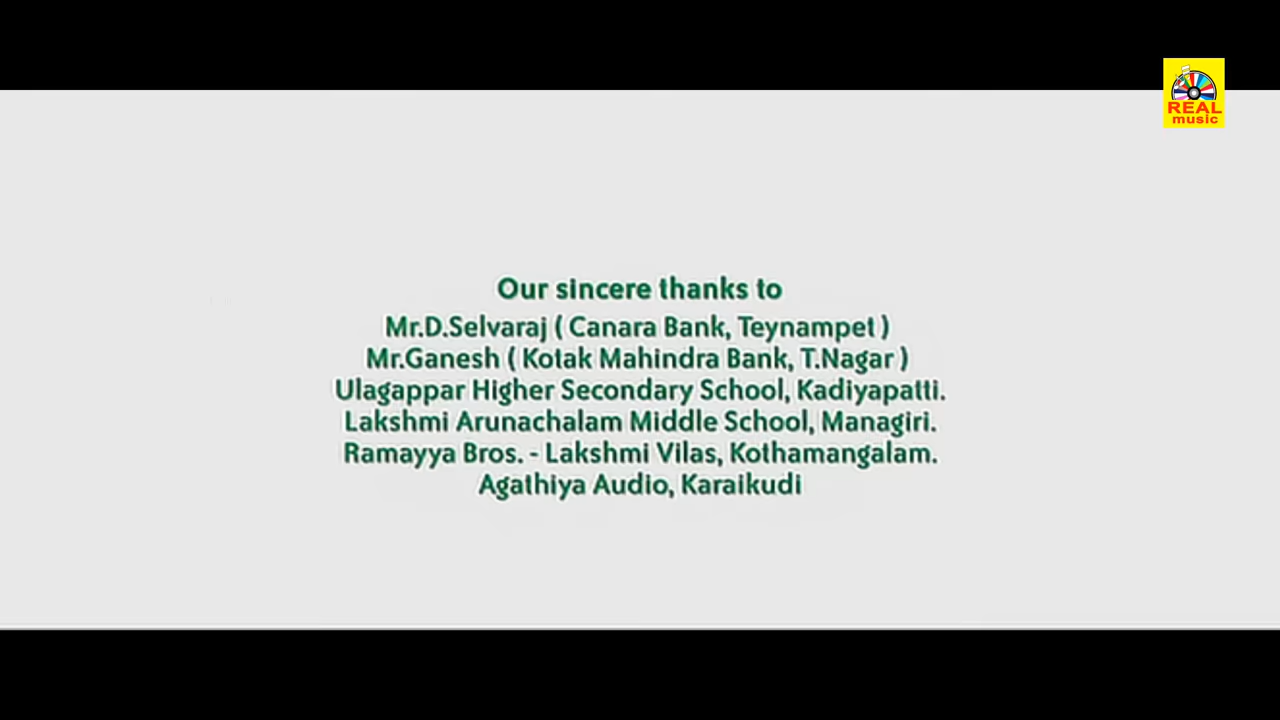 REAL
music
Our sincere thanks to
Mr.D.Selvaraj ( Canara Bank, Teynampet )
Mr.Ganesh ( Kotak Mahindra Bank, T.Nagar )
Ulagappar Higher Secondary School, Kadiyapatti.
Lakshmi Arunachalam Middle School, Managiri.
Ramayya Bros. - Lakshmi Vilas, Kothamangalam.
Agathiya Audio, Karaikudi